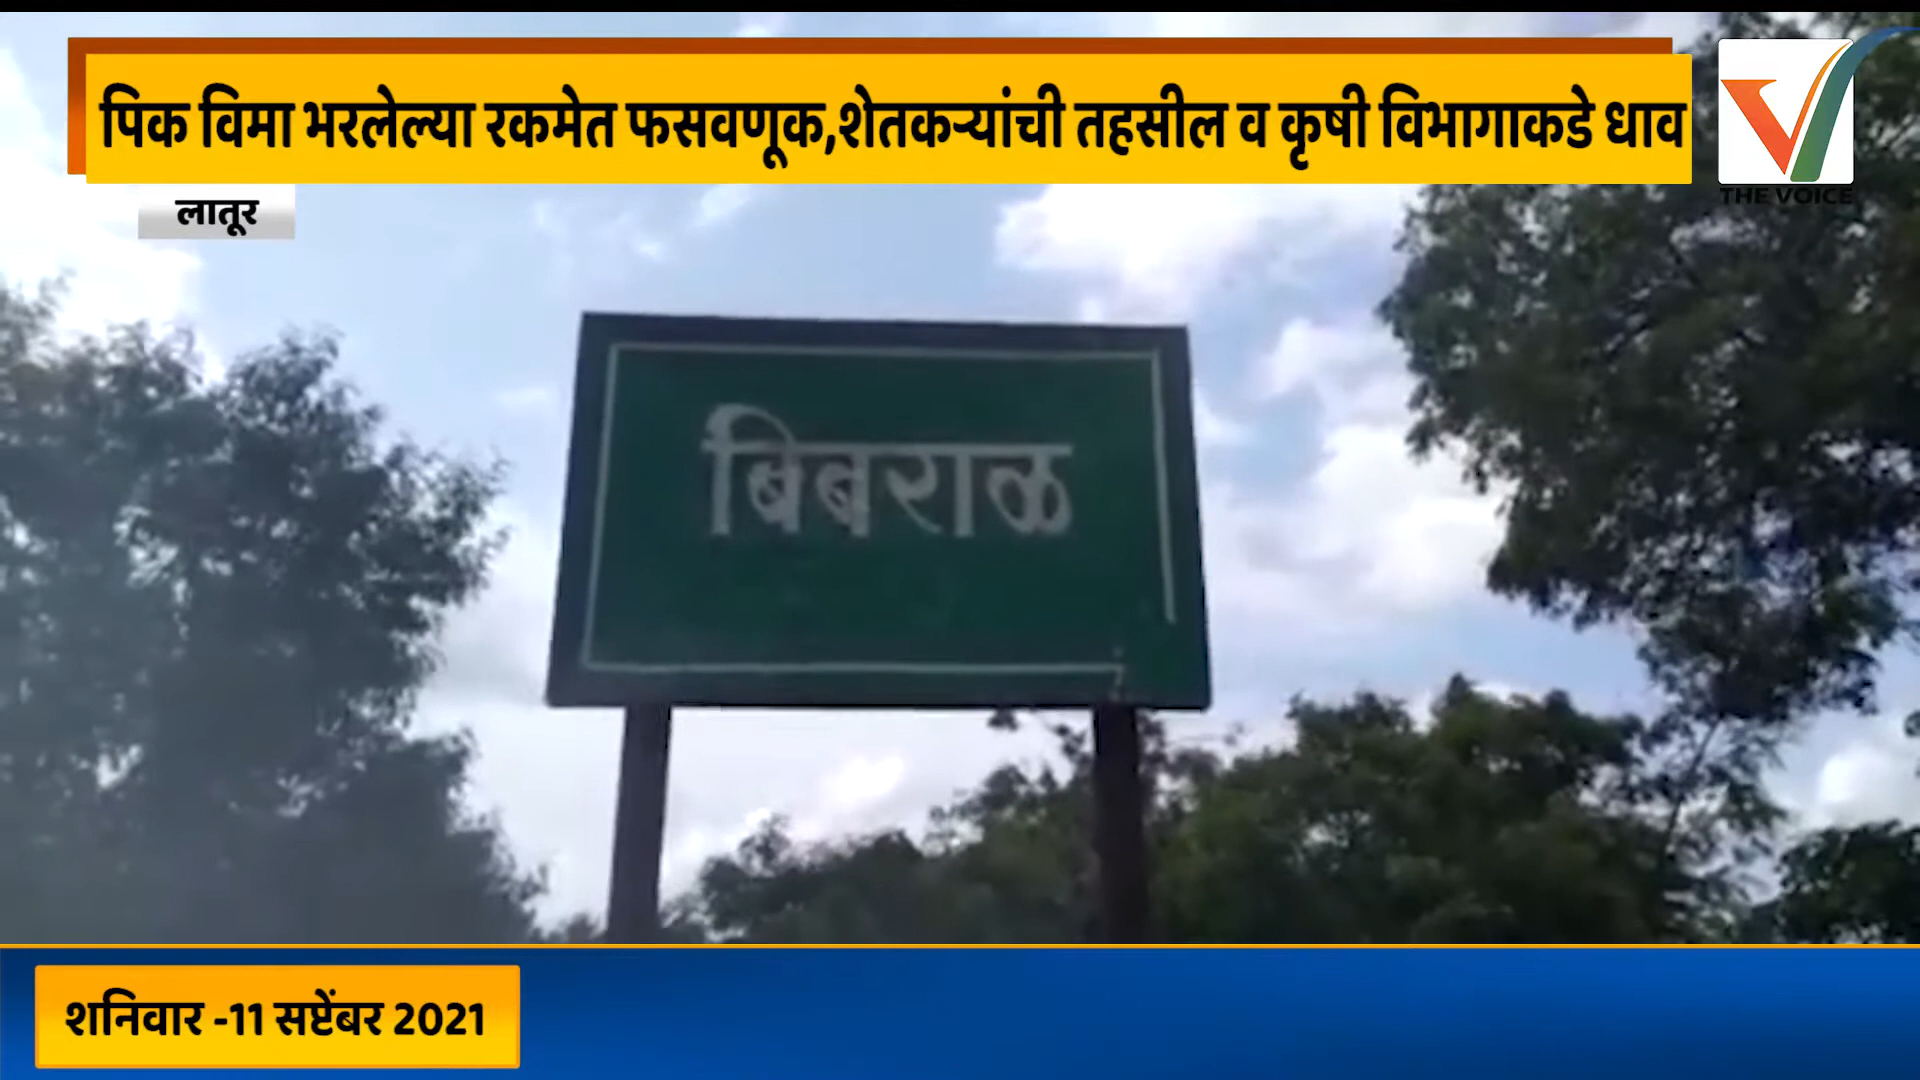 पिक विमा भरलेल्या रकमेत फसवणूक,शेतकऱ्यांची तहसील व कृषी विभागाकडे धाव
THE VOICE
लातूर
बिबराळ
शनिवार -11 सप्टेंबर 2021